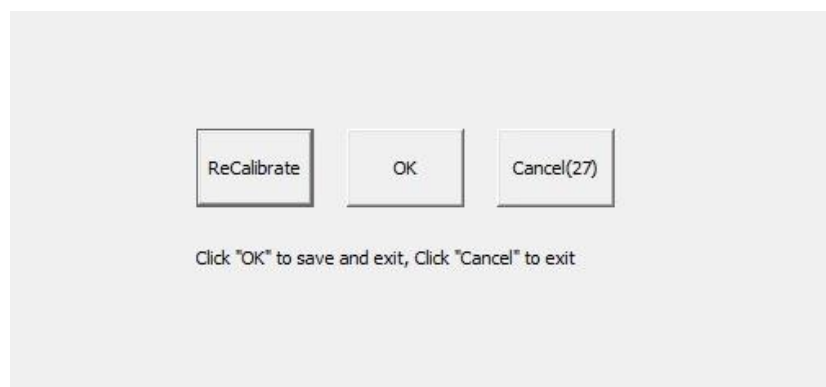 ReCalibrate OK Cancel(27)
Click "OK" to save and exit, Click "Cancel" to exit